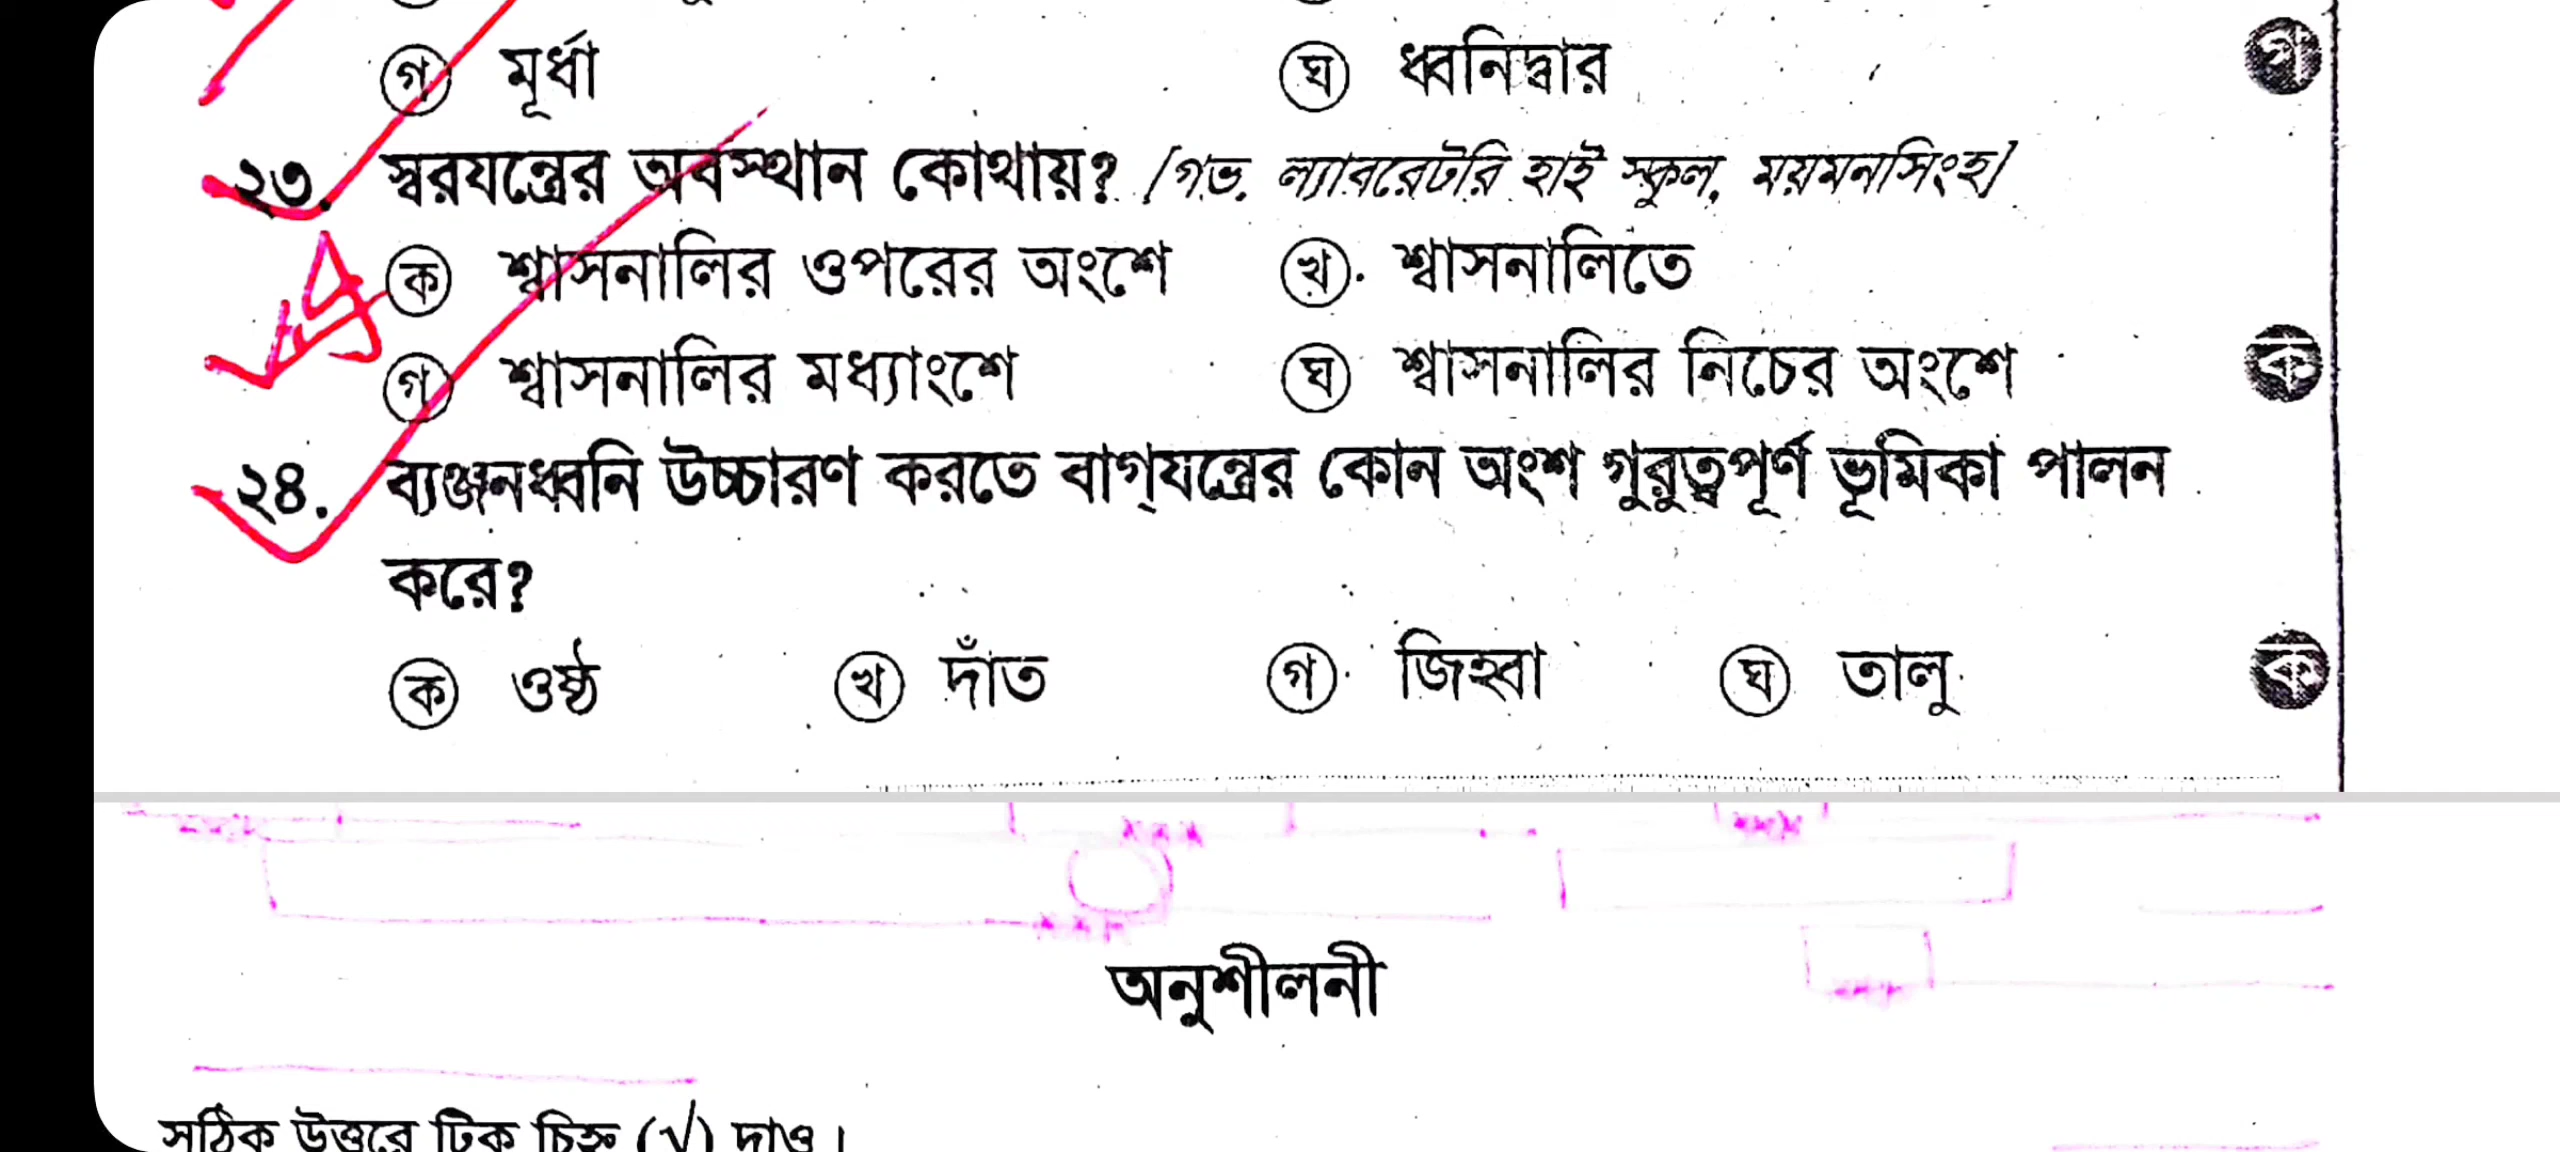 গ মূর্ধা ঘ ধ্বনিদ্বার
২৩. স্বরযন্ত্রের অবস্থান কোথায়? [গভ. ল্যাবরেটরি হাই স্কুল, ময়মনসিংহ]
ক শ্বাসনালির ওপরের অংশে খ শ্বাসনালিতে
গ শ্বাসনালির মধ্যাংশে ঘ শ্বাসনালির নিচের অংশে ক
২৪. ব্যঞ্জনধ্বনি উচ্চারণ করতে বাগ্‌যন্ত্রের কোন অংশ গুরুত্বপূর্ণ ভূমিকা পালন
করে?
ক ওষ্ঠ খ দাঁত গ জিহ্বা ঘ তালু ক
অনুশীলনী
সঠিক উত্তরে টিক চিহ্ন (√) দাও।